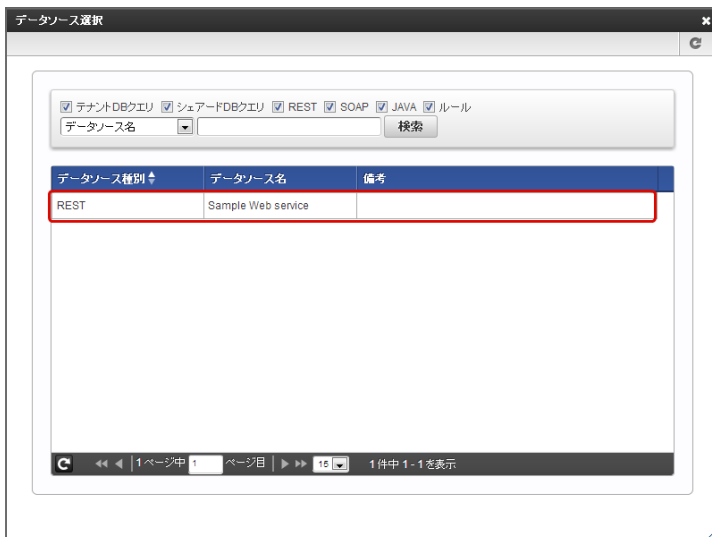 データソース選択
テナントDBクエリ シェアードDBクエリ REST SOAP JAVA ルール
データソース名 検索
データソース種別 データソース名 備考
REST Sample Web service
1 ページ中 1 ページ目 15 1 件中 1 - 1 を表示